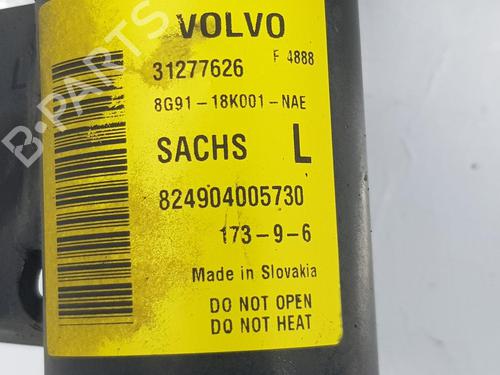 VOLVO
31277626 F 4888
8G91-18K001-NAE
SACHS L
824904005730
173-9-6
Made in Slovakia
DO NOT OPEN
DO NOT HEAT
B-PARTS
L